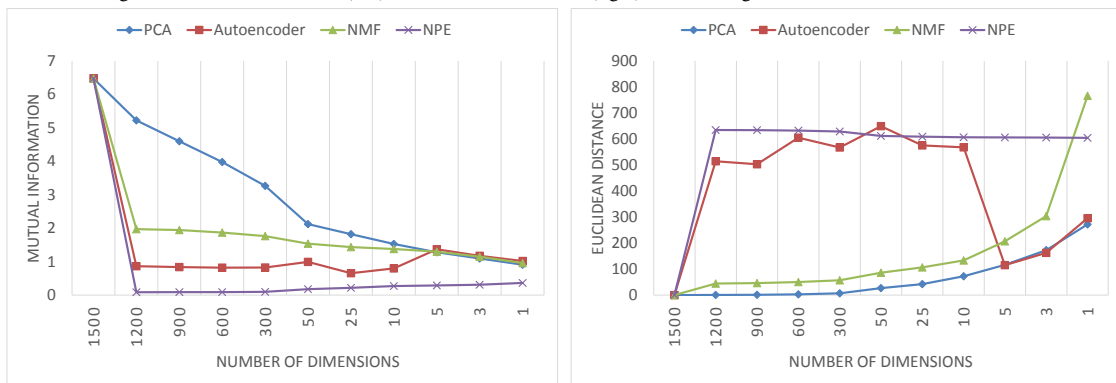 PCA Autoencoder NMF NPE
7
6
5
4
3
2
1
0
MUTUAL INFORMATION
1500 1200 900 600 300 50 25 10 5 3 1
NUMBER OF DIMENSIONS
PCA Autoencoder NMF NPE
900
800
700
600
500
400
300
200
100
0
EUCLIDEAN DISTANCE
1500 1200 900 600 300 50 25 10 5 3 1
NUMBER OF DIMENSIONS